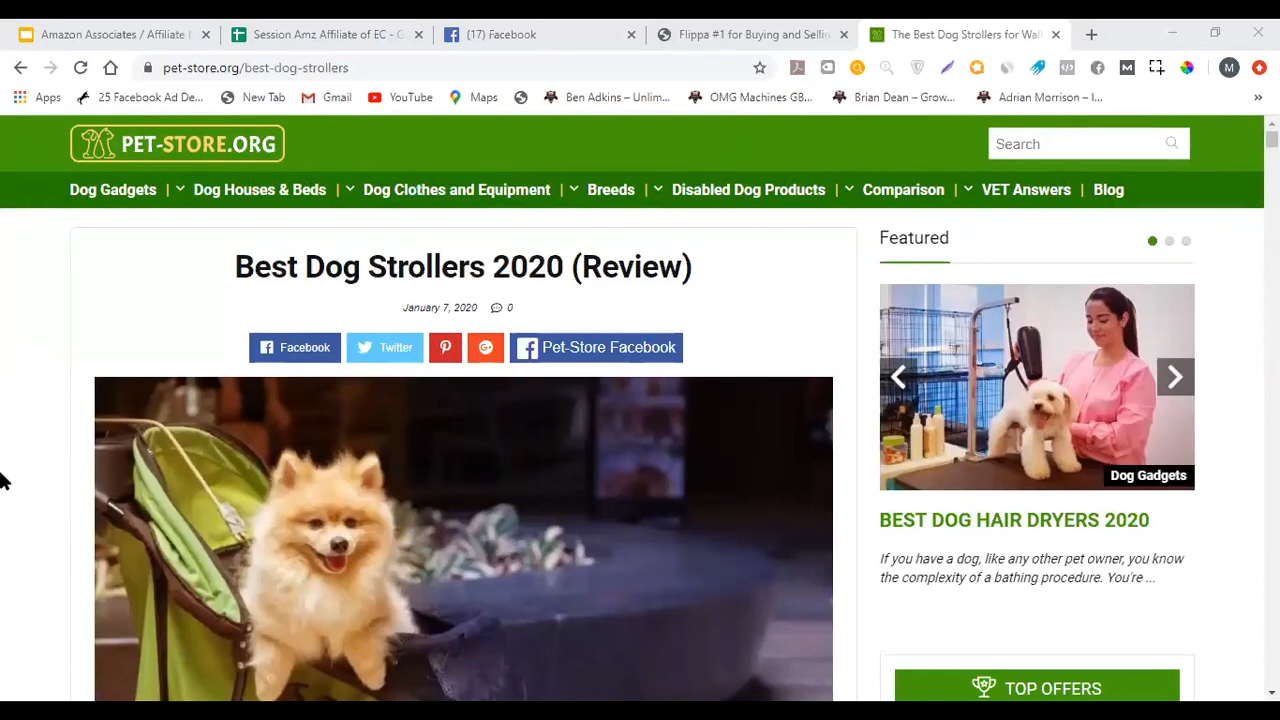 Amazon Associates / Affiliate
Session Amz Affiliate of EC - G
(17) Facebook
Flippa #1 for Buying and Sellin
The Best Dog Strollers for Wal
pet-store.org/best-dog-strollers
M
Apps
25 Facebook Ad De...
New Tab
Gmail
YouTube
Maps
Ben Adkins – Unlim...
OMG Machines GB...
Brian Dean – Grow...
Adrian Morrison – I...
»
PET-STORE.ORG
Search
Dog Gadgets | Dog Houses & Beds | Dog Clothes and Equipment | Breeds | Disabled Dog Products | Comparison | VET Answers | Blog
Best Dog Strollers 2020 (Review)
January 7, 2020 0
Facebook
Twitter
Pet-Store Facebook
Featured
Dog Gadgets
BEST DOG HAIR DRYERS 2020
If you have a dog, like any other pet owner, you know
the complexity of a bathing procedure. You're ...
TOP OFFERS